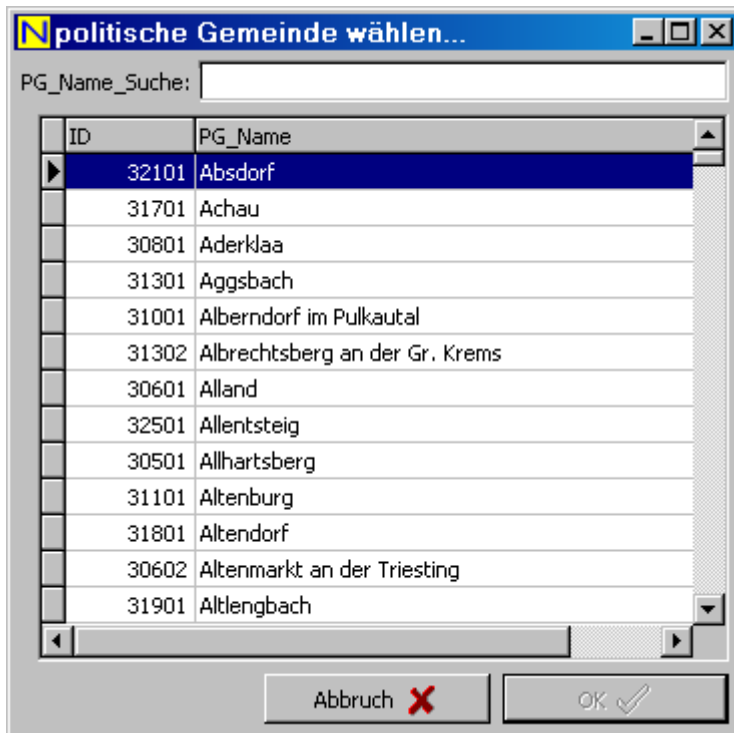 N politische Gemeinde wählen...
PG_Name_Suche:
ID PG_Name
32101 Absdorf
31701 Achau
30801 Aderklaa
31301 Aggsbach
31001 Alberndorf im Pulkautal
31302 Albrechtsberg an der Gr. Krems
30601 Alland
32501 Allentsteig
30501 Allhartsberg
31101 Altenburg
31801 Altendorf
30602 Altenmarkt an der Triesting
31901 Altlengbach
Abbruch OK